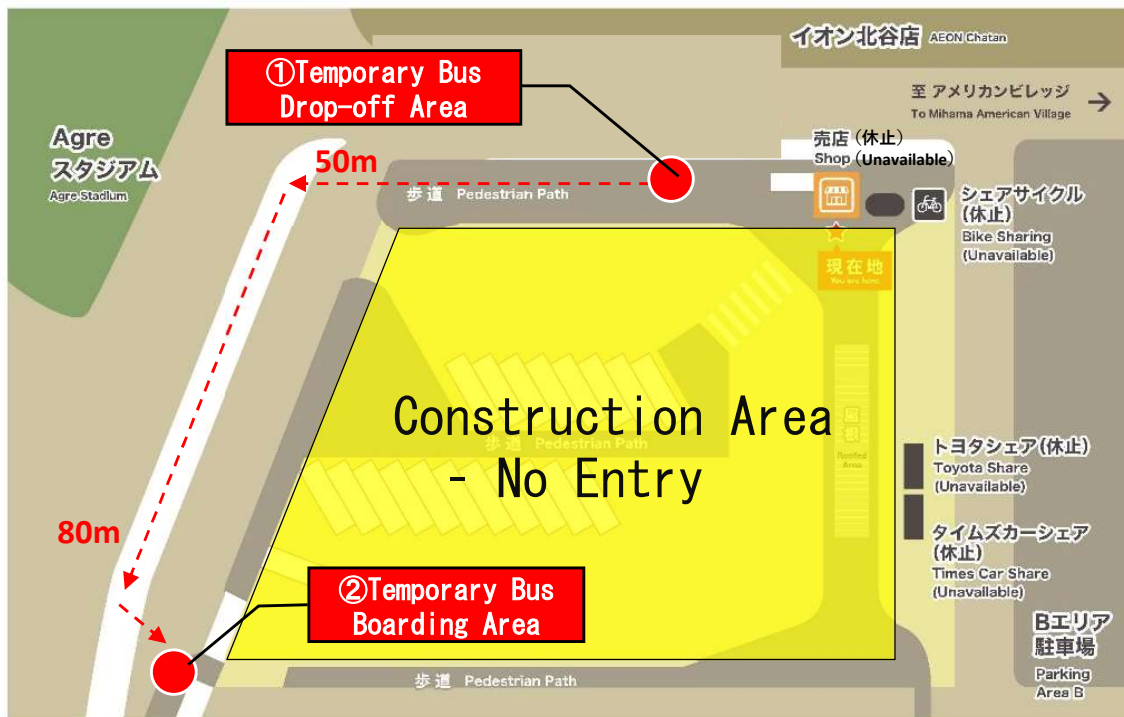 イオン北谷店 AEON Chatan
①Temporary Bus
Drop-off Area
至 アメリカンビレッジ
To Mihama American Village
Agre
スタジアム
Agre Stadium
売店 (休止)
Shop (Unavailable)
50m
歩道 Pedestrian Path
シェアサイクル
(休止)
Bike Sharing
(Unavailable)
現在地
You are here.
Construction Area
- No Entry
歩道 Pedestrian Path
屋根
Roofed
Area
トヨタシェア(休止)
Toyota Share
(Unavailable)
80m
タイムズカーシェア
(休止)
Times Car Share
(Unavailable)
②Temporary Bus
Boarding Area
Bエリア
駐車場
Parking
Area B
歩道 Pedestrian Path